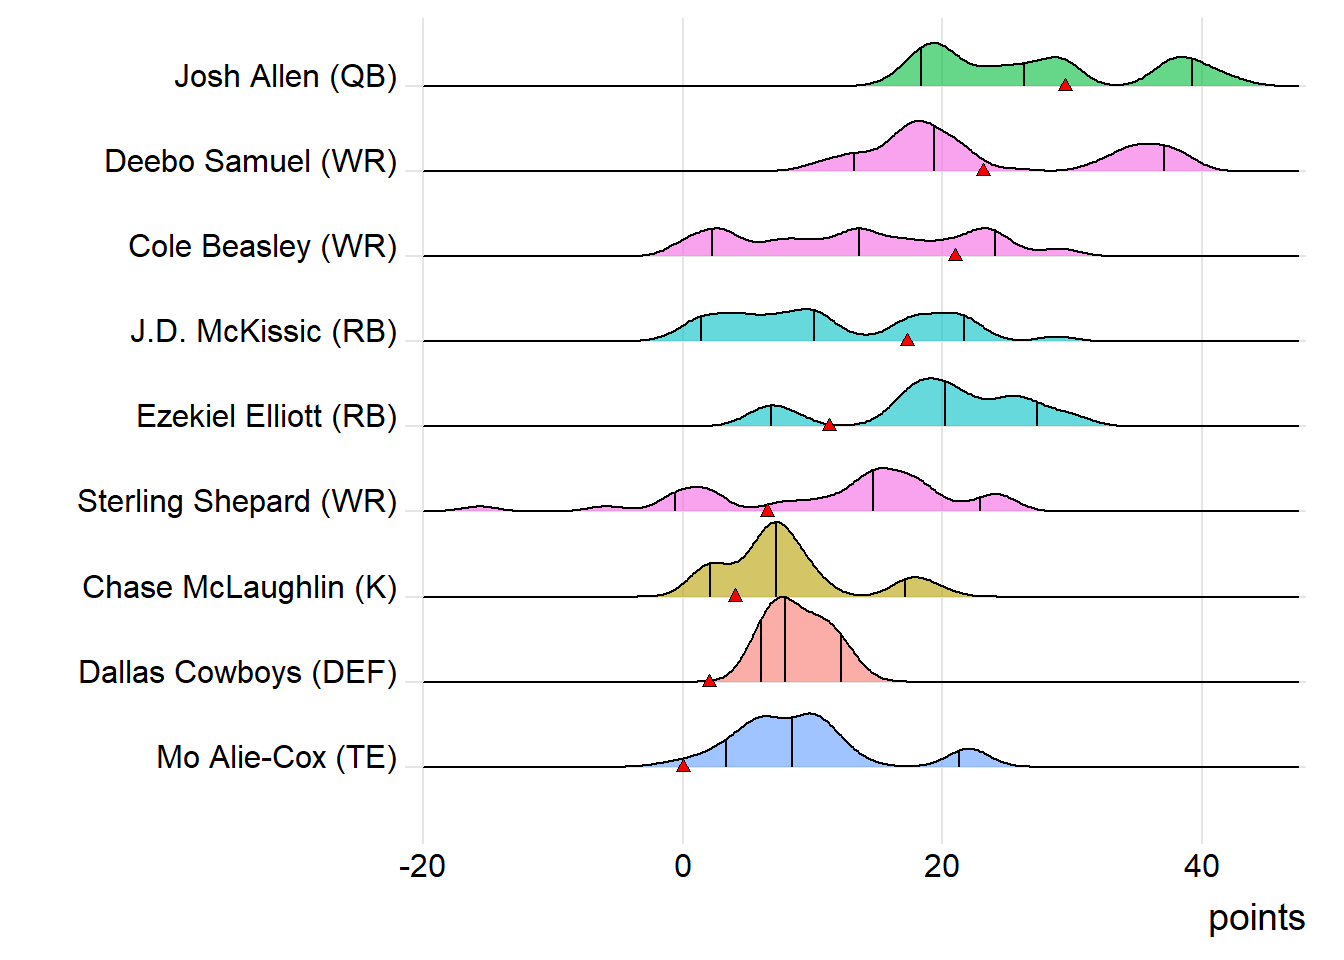 Josh Allen (QB)
Deebo Samuel (WR)
Cole Beasley (WR)
J.D. McKissic (RB)
Ezekiel Elliott (RB)
Sterling Shepard (WR)
Chase McLaughlin (K)
Dallas Cowboys (DEF)
Mo Alie-Cox (TE)
-20 0 20 40
points